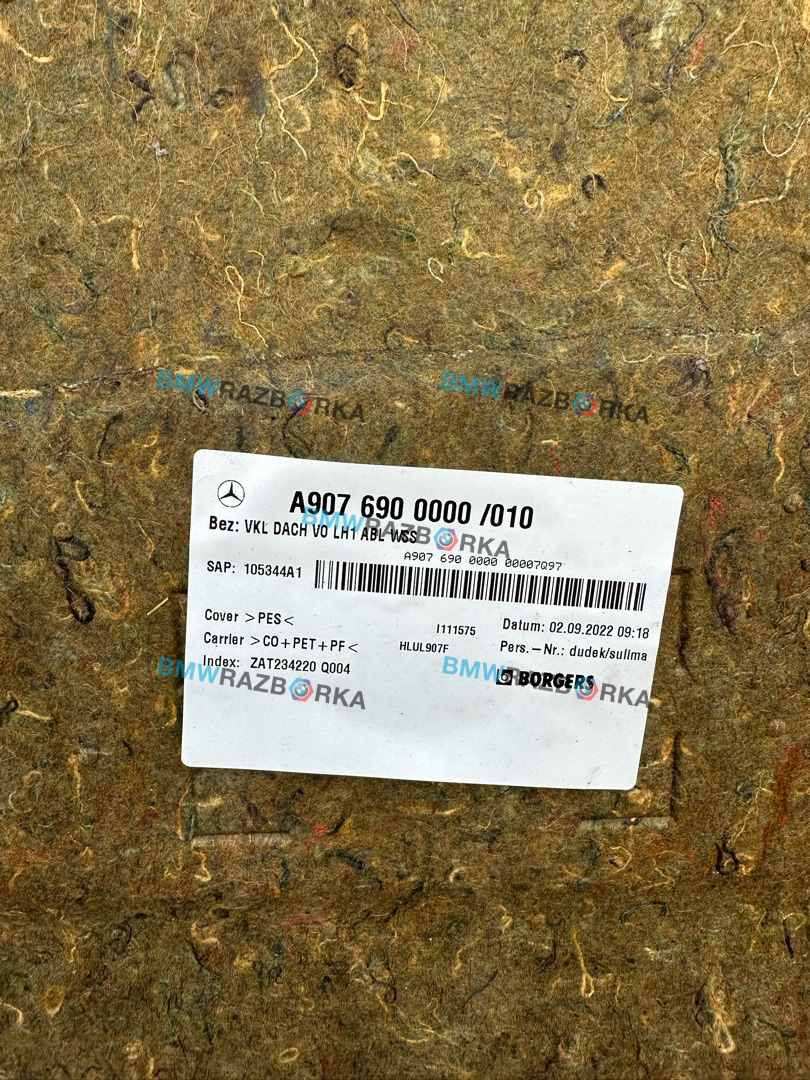 BMWRAZBORKA BMWRAZBORKA
A907 690 0000 /010
Bez: VKL DACH VO LH1 ABL WSS
BMWRAZBORKA
A907 690 0000 00007Q97
SAP: 105344A1
Cover >PES<
I111575
Datum: 02.09.2022 09:18
Carrier >CO+PET+PF<
HLUL907F
Pers.-Nr.: dudek/sulima
Index: ZAT234220 Q004
BORGERS
BMWRAZBORKA BMWRAZBORKA